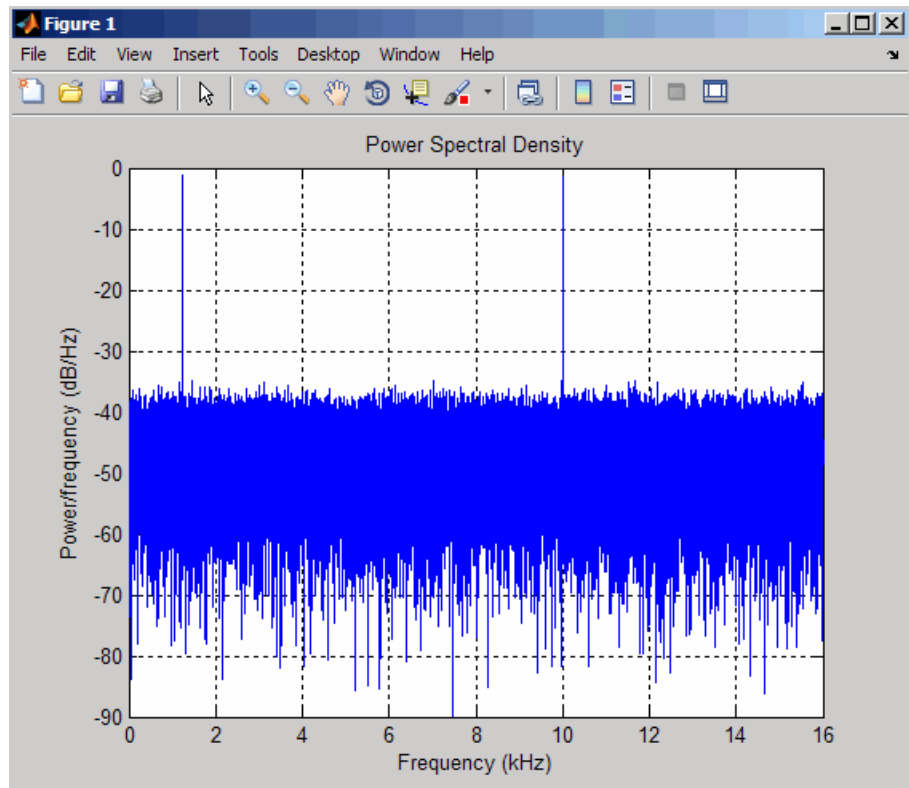 Figure 1
File Edit View Insert Tools Desktop Window Help
Power Spectral Density
0
-10
-20
-30
-40
-50
-60
-70
-80
-90
Power/frequency (dB/Hz)
0 2 4 6 8 10 12 14 16
Frequency (kHz)